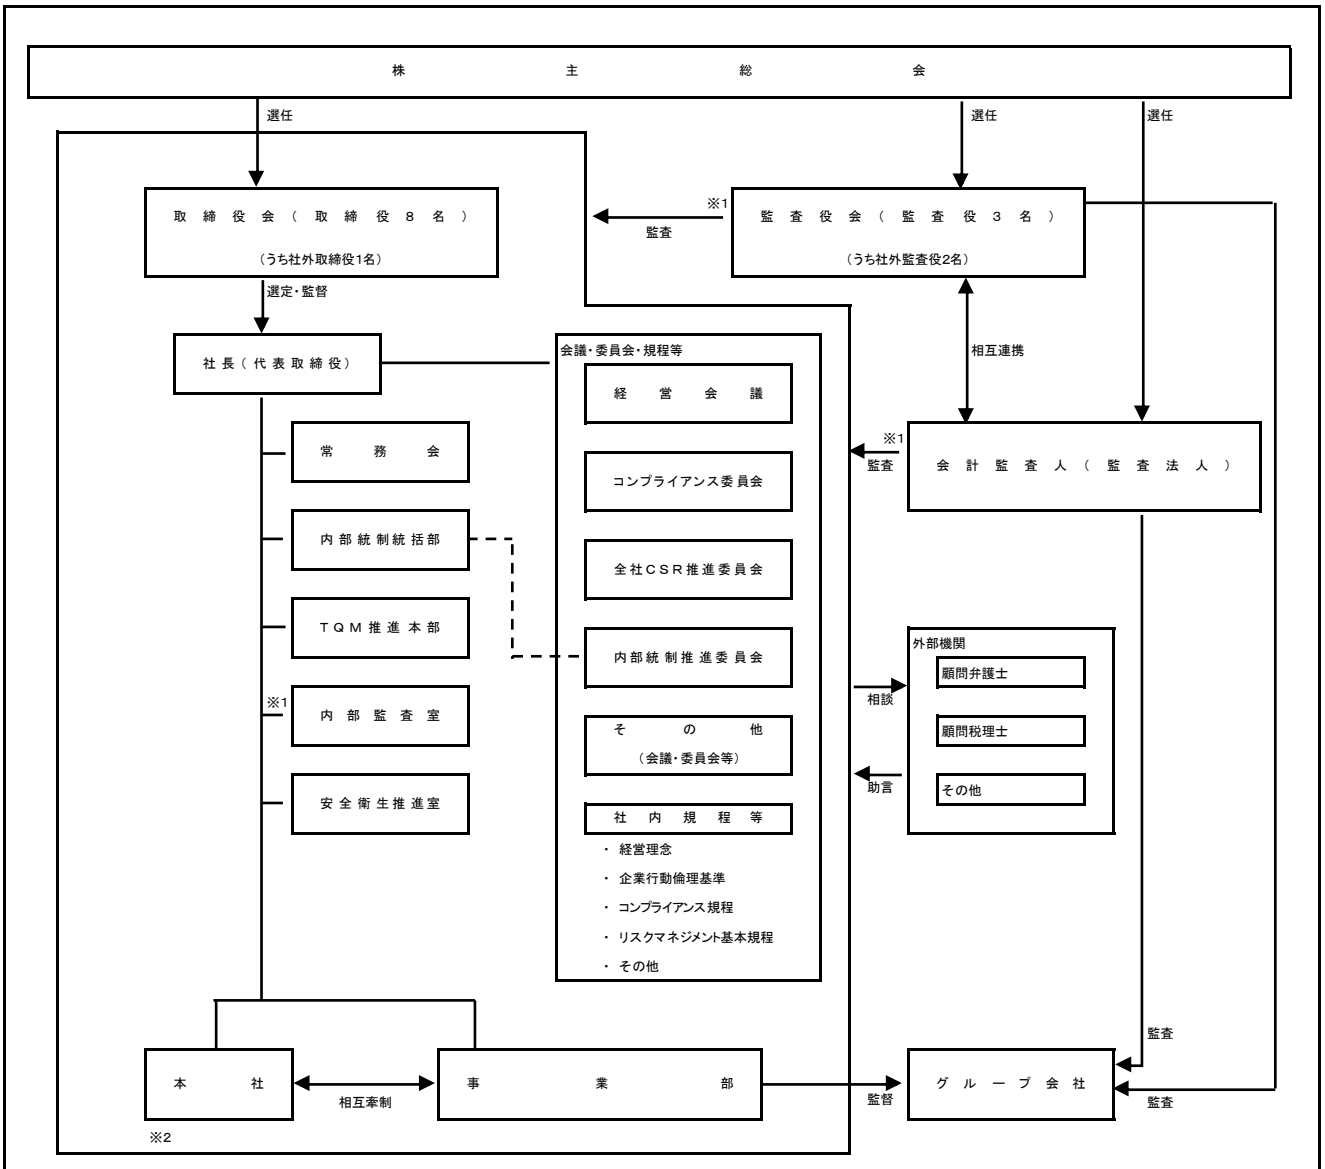 株主総会
選任
選任
選任
取締役会(取締役8名)
(うち社外取締役1名)
※1
監査
監査役会(監査役3名)
(うち社外監査役2名)
選定・監督
社長(代表取締役)
会議・委員会・規程等
経営会議
コンプライアンス委員会
全社CSR推進委員会
内部統制推進委員会
その他
(会議・委員会等)
社内規程等
・ 経営理念
・ 企業行動倫理基準
・ コンプライアンス規程
・ リスクマネジメント基本規程
・ その他
相互連携
※1
監査
会計監査人(監査法人)
常務会
内部統制統括部
TQM推進本部
※1
内部監査室
安全衛生推進室
相談
助言
外部機関
顧問弁護士
顧問税理士
その他
本社
相互牽制
事業部
監督
グループ会社
監査
監査
※2